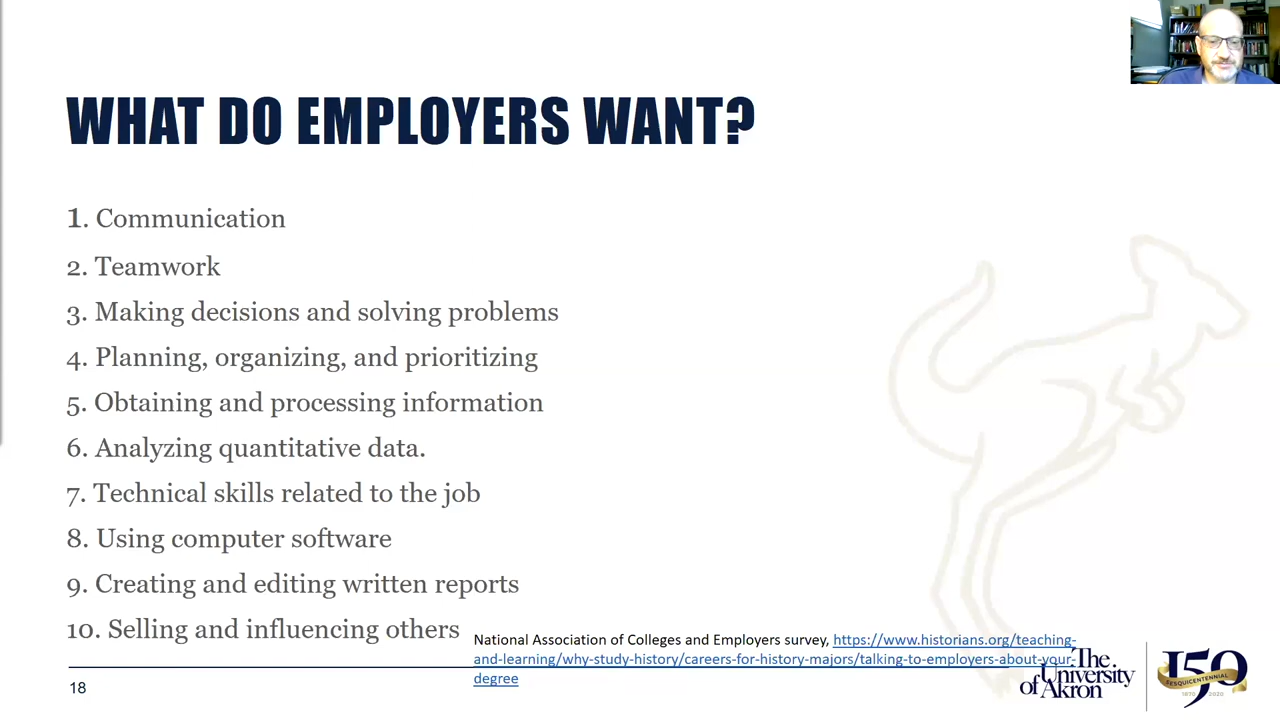 WHAT DO EMPLOYERS WANT?
1. Communication
2. Teamwork
3. Making decisions and solving problems
4. Planning, organizing, and prioritizing
5. Obtaining and processing information
6. Analyzing quantitative data.
7. Technical skills related to the job
8. Using computer software
9. Creating and editing written reports
10. Selling and influencing others
National Association of Colleges and Employers survey, https://www.historians.org/teaching-
and-learning/why-study-history/careers-for-history-majors/talking-to-employers-about-your-
degree
18
The
University
of Akron
150
SESQUICENTENNIAL
1870 2020